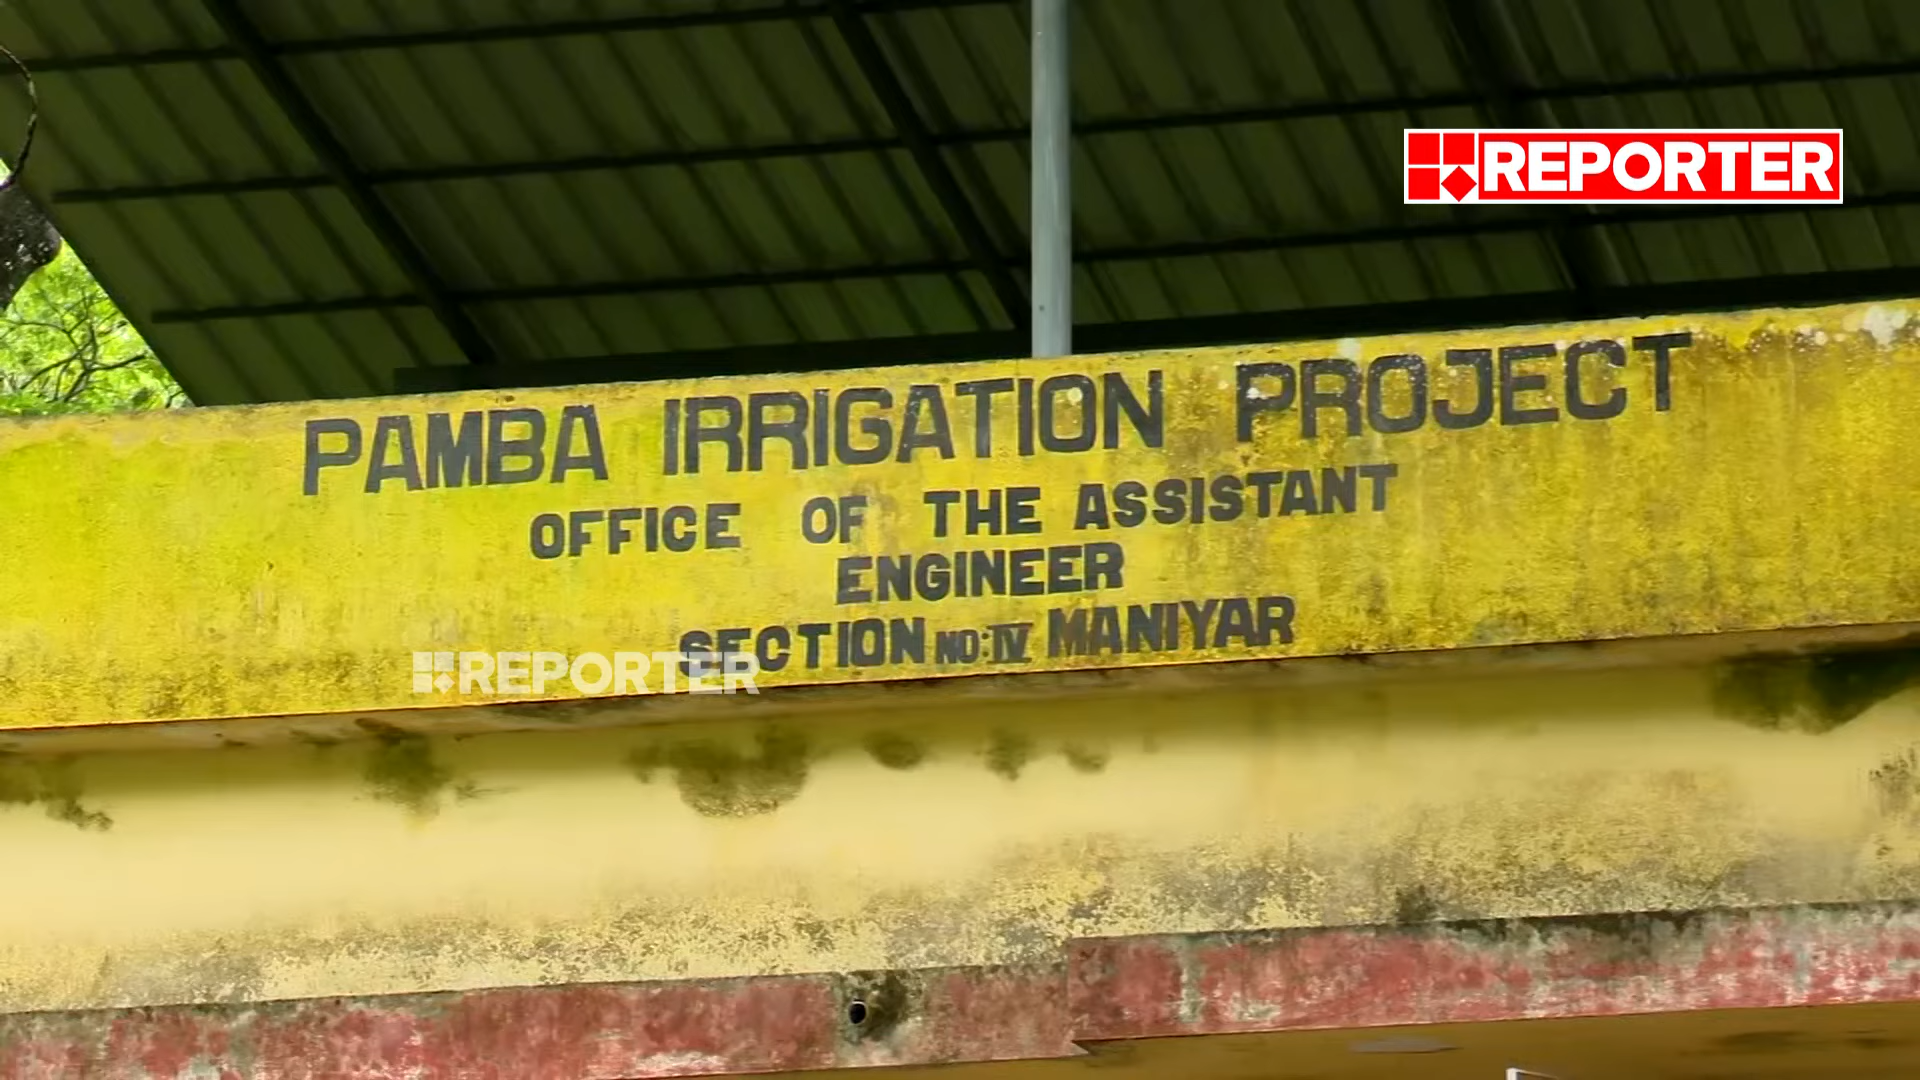 REPORTER
PAMBA IRRIGATION PROJECT
OFFICE OF THE ASSISTANT
ENGINEER
SECTION NO:IV MANIYAR
REPORTER